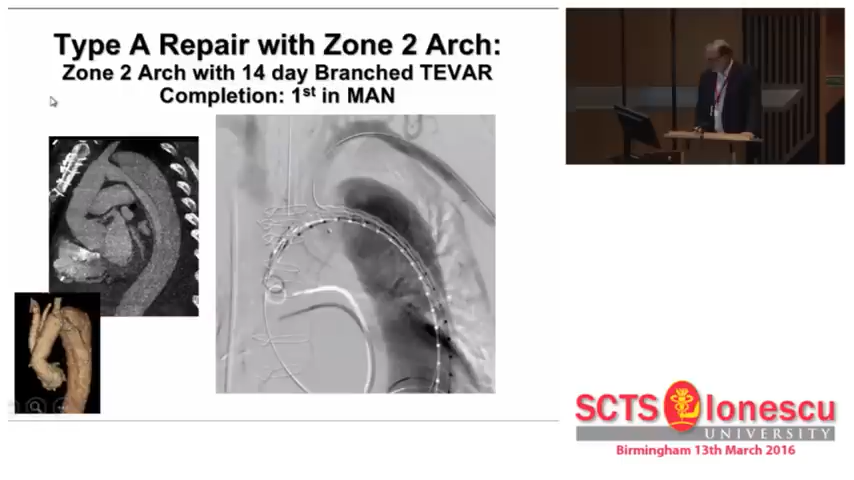 Type A Repair with Zone 2 Arch:
Zone 2 Arch with 14 day Branched TEVAR
Completion: 1st in MAN
SCTS Ionescu
UNIVERSITY
Birmingham 13th March 2016